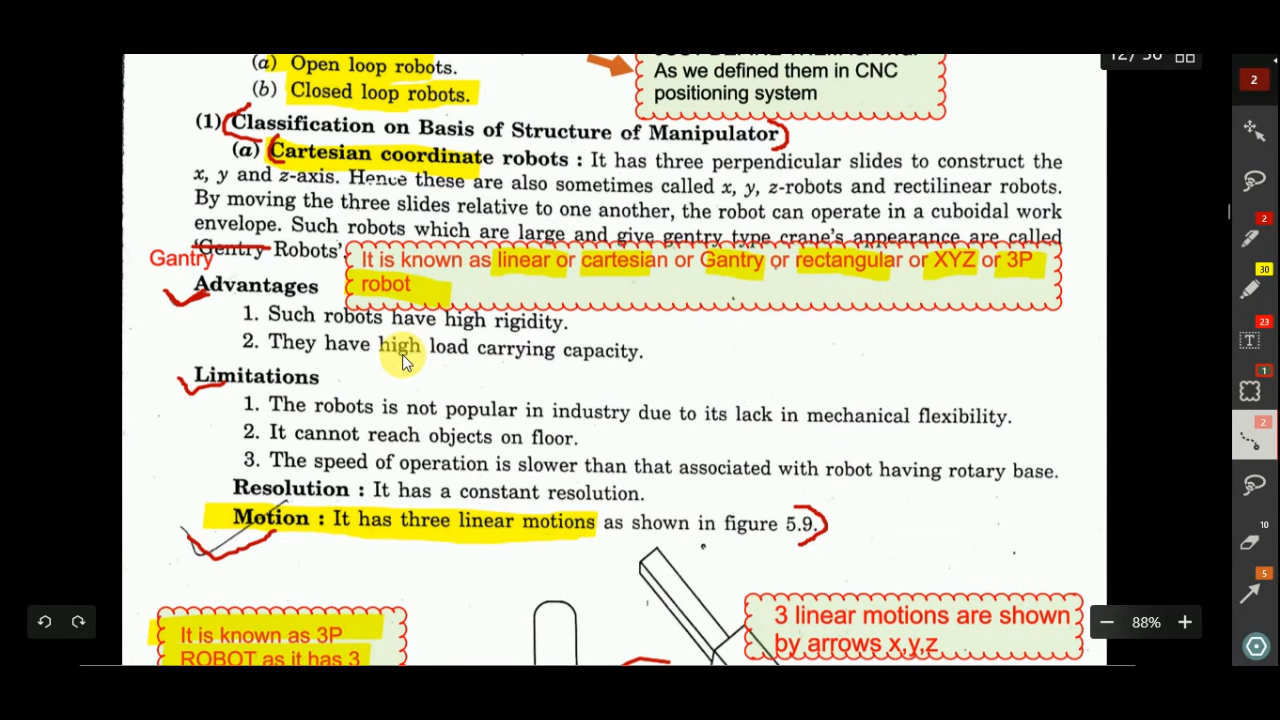 (a) Open loop robots.
(b) Closed loop robots.
As we defined them in CNC
positioning system
(1) Classification on Basis of Structure of Manipulator
(a) Cartesian coordinate robots : It has three perpendicular slides to construct the
x, y and z-axis. Hence these are also sometimes called x, y, z-robots and rectilinear robots.
By moving the three slides relative to one another, the robot can operate in a cuboidal work
envelope. Such robots which are large and give gentry type crane's appearance are called
'Gentry Robots'.
Gantry
It is known as linear or cartesian or Gantry or rectangular or XYZ or 3P
robot
Advantages
1. Such robots have high rigidity.
2. They have high load carrying capacity.
Limitations
1. The robots is not popular in industry due to its lack in mechanical flexibility.
2. It cannot reach objects on floor.
3. The speed of operation is slower than that associated with robot having rotary base.
Resolution : It has a constant resolution.
Motion : It has three linear motions as shown in figure 5.9.
It is known as 3P
ROBOT as it has 3
3 linear motions are shown
by arrows x,y,z
2
2
30
23
1
2
10
5
88%